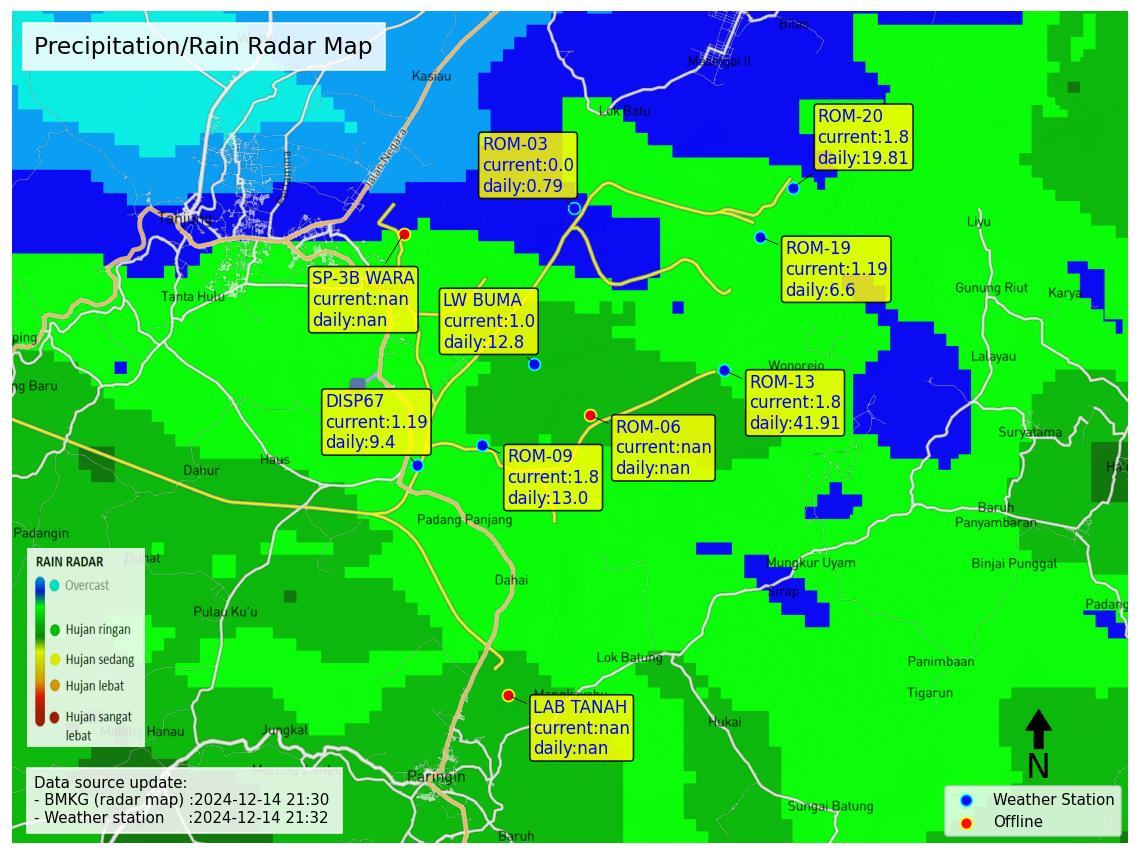 Precipitation/Rain Radar Map
Bilas
Masingai II
Kasiau
Lok Batu
Jalan Negara
ROM-20
current:1.8
daily:19.81
ROM-03
current:0.0
daily:0.79
Tanjung
Liyu
ROM-19
current:1.19
daily:6.6
SP-3B WARA
current:nan
daily:nan
Tanta Hulu
LW BUMA
current:1.0
daily:12.8
Gunung Riut
Karya
ping
Lalayau
Wonorejo
ng Baru
ROM-13
current:1.8
daily:41.91
DISP67
current:1.19
daily:9.4
ROM-06
current:nan
daily:nan
Suryatama
Haus
Dahur
ROM-09
current:1.8
daily:13.0
Baruh
Panyambaran
Padang Panjang
Padangin
Binjai Punggal
Mungkur Uyam
Dahai
Sirap
Padang
Pulau Ku'u
RAIN RADAR
Overcast
Hujan ringan
Hujan sedang
Hujan lebat
Hujan sangat
lebat
Lok Batung
Panimbaan
Tigarun
LAB TANAH
current:nan
daily:nan
Hukai
Jungkal
Manau
Paringin
N
Data source update:
- BMKG (radar map) :2024-12-14 21:30
- Weather station :2024-12-14 21:32
Weather Station
Offline
Sungai Batung
Baruh